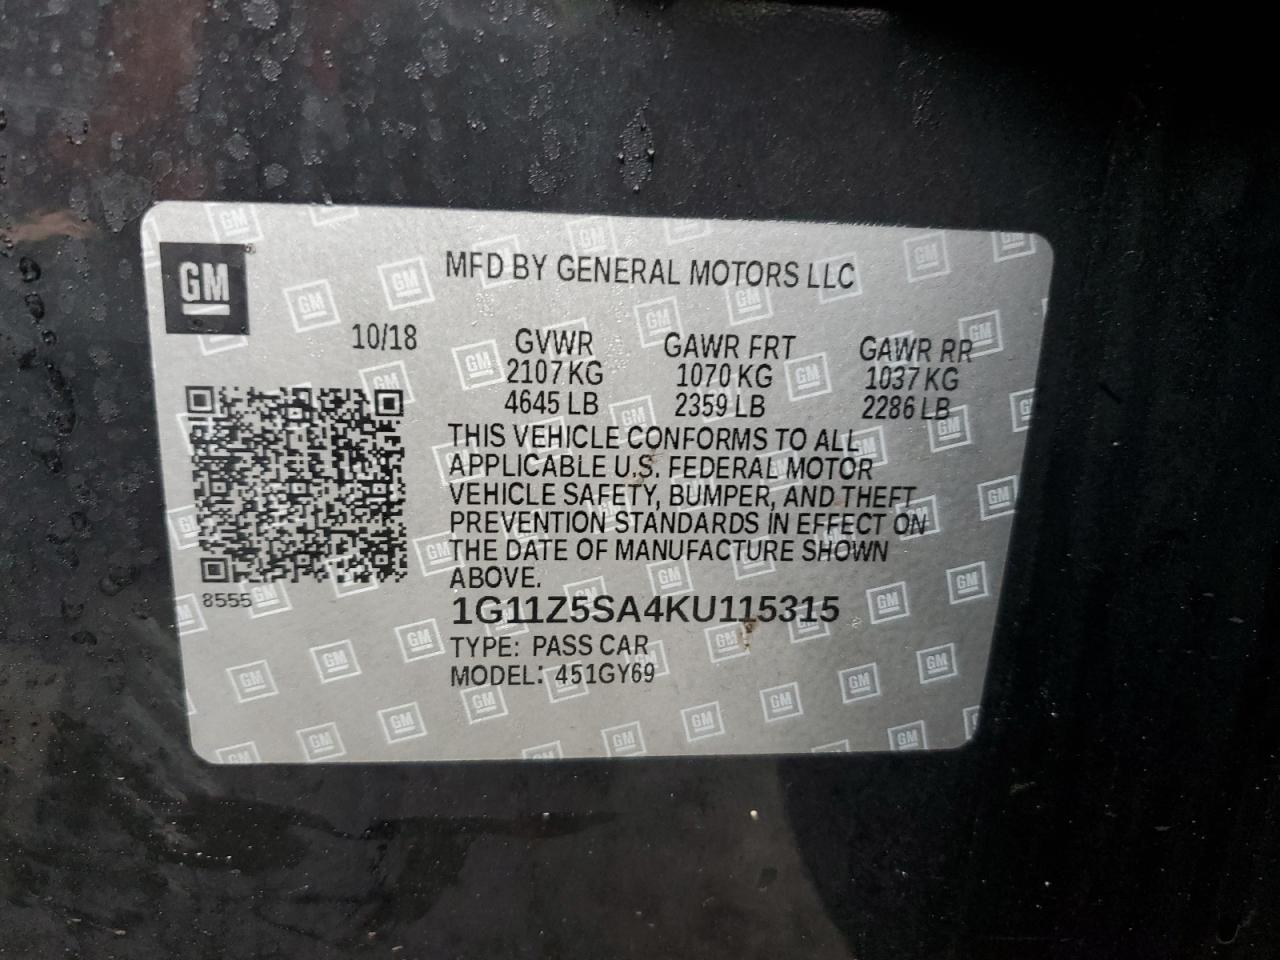 GM
MFD BY GENERAL MOTORS LLC
10/18
GVWR GAWR FRT GAWR RR
2107 KG 1070 KG 1037 KG
4645 LB 2359 LB 2286 LB
THIS VEHICLE CONFORMS TO ALL
APPLICABLE U.S. FEDERAL MOTOR
VEHICLE SAFETY, BUMPER, AND THEFT
PREVENTION STANDARDS IN EFFECT ON
THE DATE OF MANUFACTURE SHOWN
ABOVE.
8555
1G11Z5SA4KU115315
TYPE: PASS CAR
MODEL: 451GY69